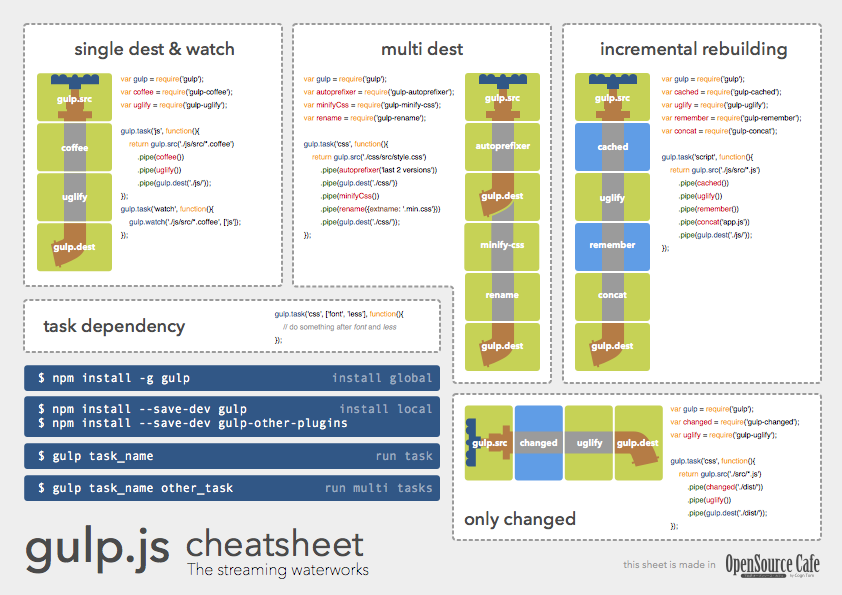 single dest & watch
gulp.src
coffee
uglify
gulp.dest
var gulp = require('gulp');
var coffee = require('gulp-coffee');
var uglify = require('gulp-uglify');
gulp.task('js', function(){
return gulp.src('./js/src/*.coffee')
.pipe(coffee())
.pipe(uglify())
.pipe(gulp.dest('./js/'));
});
gulp.task('watch', function(){
gulp.watch('./js/src/*.coffee', ['js']);
});
multi dest
var gulp = require('gulp');
var autoprefixer = require('gulp-autoprefixer');
var minifyCss = require('gulp-minify-css');
var rename = require('gulp-rename');
gulp.task('css', function(){
return gulp.src('./css/src/style.css')
.pipe(autoprefixer('last 2 versions'))
.pipe(gulp.dest('./css/'))
.pipe(minifyCss())
.pipe(rename({extname: '.min.css'}))
.pipe(gulp.dest('./css/'));
});
gulp.src
autoprefixer
gulp.dest
minify-css
rename
gulp.dest
incremental rebuilding
gulp.src
cached
uglify
remember
concat
gulp.dest
var gulp = require('gulp');
var cached = require('gulp-cached');
var uglify = require('gulp-uglify');
var remember = require('gulp-remember');
var concat = require('gulp-concat');
gulp.task('script', function(){
return gulp.src('./js/src/*.js')
.pipe(cached())
.pipe(uglify())
.pipe(remember())
.pipe(concat('app.js'))
.pipe(gulp.dest('./js/'));
});
task dependency
gulp.task('css', ['font', 'less'], function(){
// do something after font and less
});
$ npm install -g gulp install global
$ npm install --save-dev gulp install local
$ npm install --save-dev gulp-other-plugins
$ gulp task_name run task
$ gulp task_name other_task run multi tasks
gulp.src changed uglify gulp.dest
only changed
var gulp = require('gulp');
var changed = require('gulp-changed');
var uglify = require('gulp-uglify');
gulp.task('css', function(){
return gulp.src('./src/*.js')
.pipe(changed('./dist/'))
.pipe(uglify())
.pipe(gulp.dest('./dist/'));
});
gulp.js cheatsheet
The streaming waterworks
this sheet is made in OpenSource Cafe